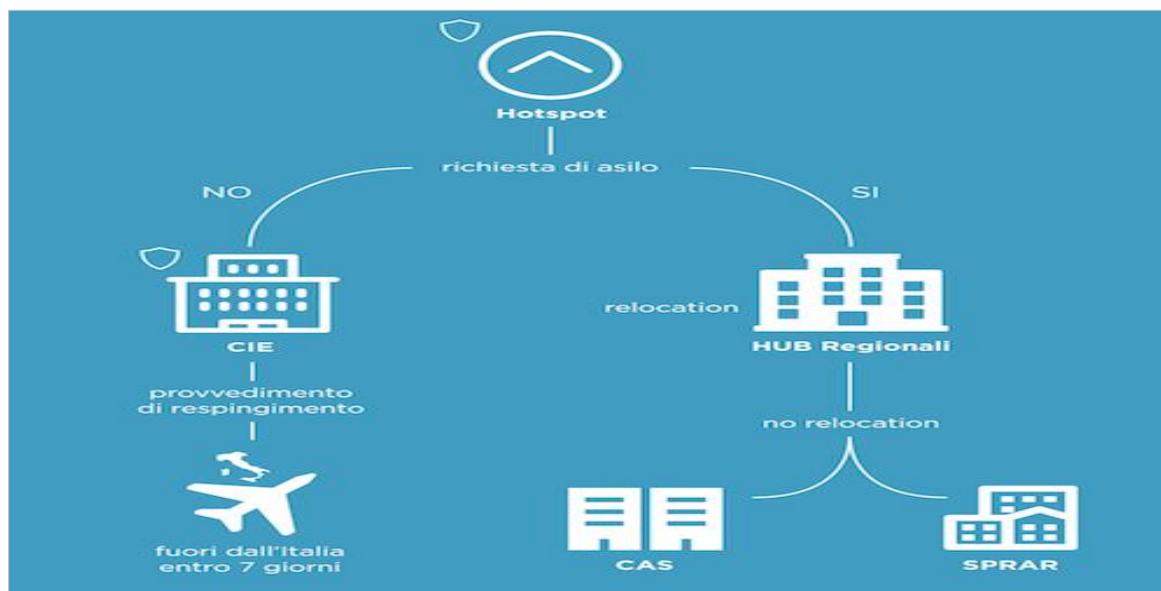 Hotspot
richiesta di asilo
NO
SI
relocation
CIE
HUB Regionali
provvedimento
di respingimento
no relocation
fuori dall'Italia
entro 7 giorni
CAS
SPRAR